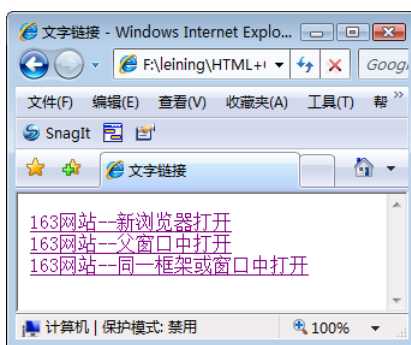 文字链接 - Windows Internet Explo...
F:\leining\HTML+
Goog
文件(F) 编辑(E) 查看(V) 收藏夹(A) 工具(T) 帮 »
SnagIt
文字链接
163网站--新浏览器打开
163网站--父窗口中打开
163网站--同一框架或窗口中打开
计算机 | 保护模式: 禁用 100%